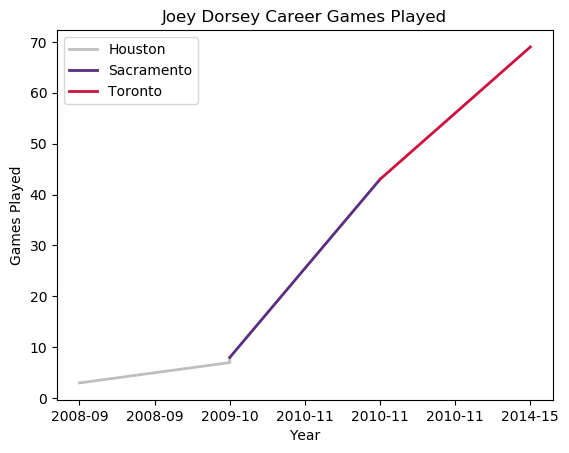 Joey Dorsey Career Games Played
Houston
Sacramento
Toronto
70
60
50
40
30
20
10
0
Games Played
2008-09 2008-09 2009-10 2010-11 2010-11 2010-11 2014-15
Year